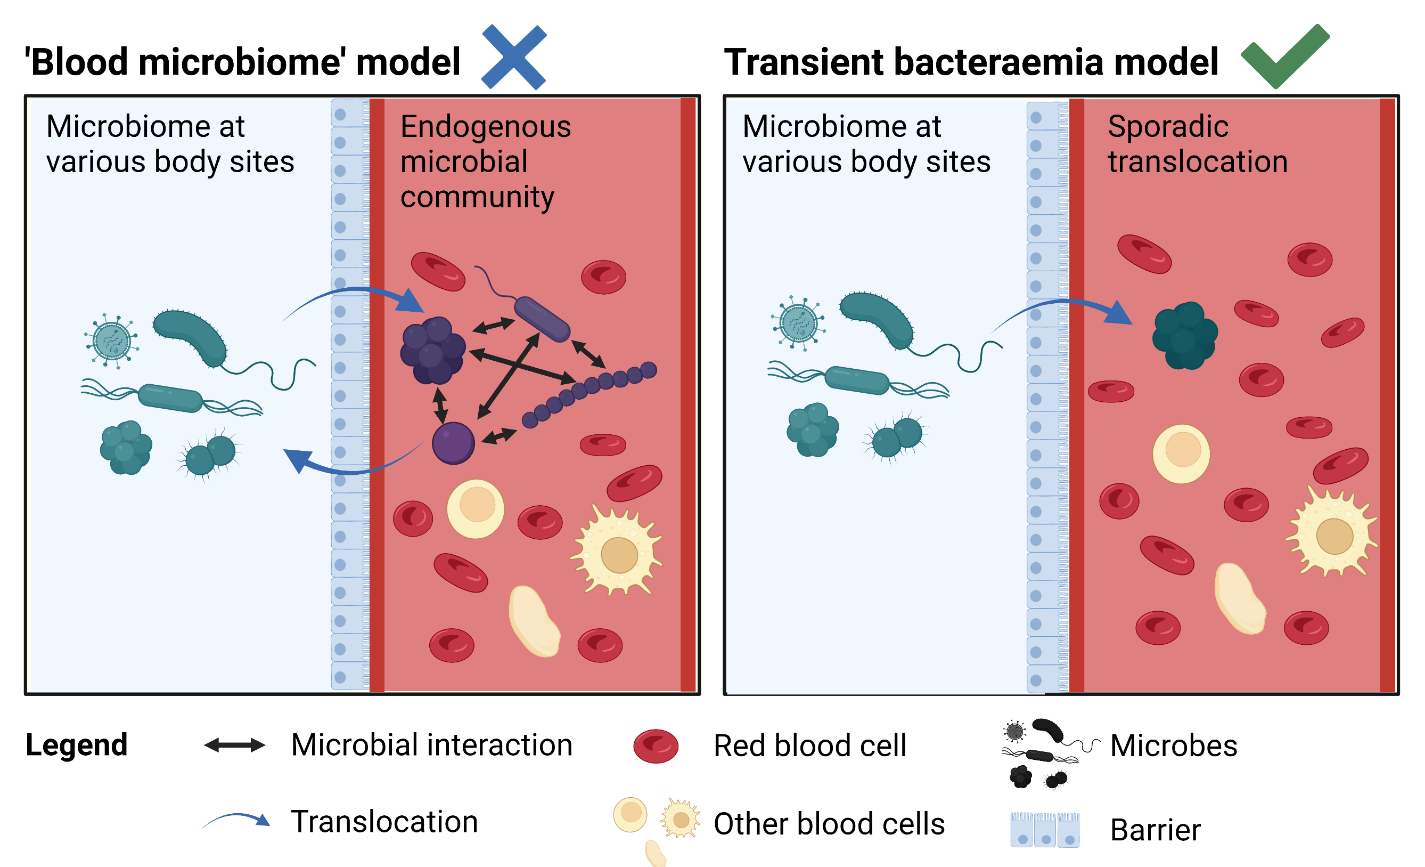 'Blood microbiome' model
Microbiome at
various body sites
Endogenous
microbial
community
Transient bacteraemia model
Microbiome at
various body sites
Sporadic
translocation
Legend
Microbial interaction
Red blood cell
Microbes
Translocation
Other blood cells
Barrier